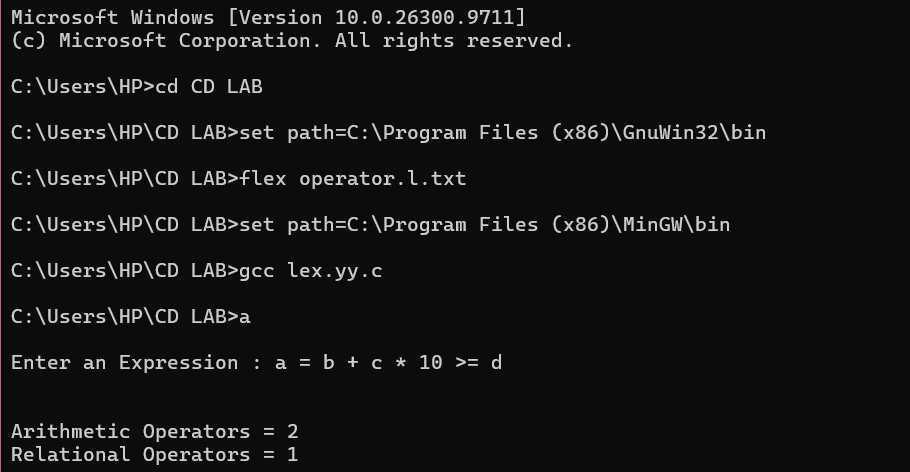 Microsoft Windows [Version 10.0.26300.9711]
(c) Microsoft Corporation. All rights reserved.
C:\Users\HP>cd CD LAB
C:\Users\HP\CD LAB>set path=C:\Program Files (x86)\GnuWin32\bin
C:\Users\HP\CD LAB>flex operator.l.txt
C:\Users\HP\CD LAB>set path=C:\Program Files (x86)\MinGW\bin
C:\Users\HP\CD LAB>gcc lex.yy.c
C:\Users\HP\CD LAB>a
Enter an Expression : a = b + c * 10 >= d
Arithmetic Operators = 2
Relational Operators = 1